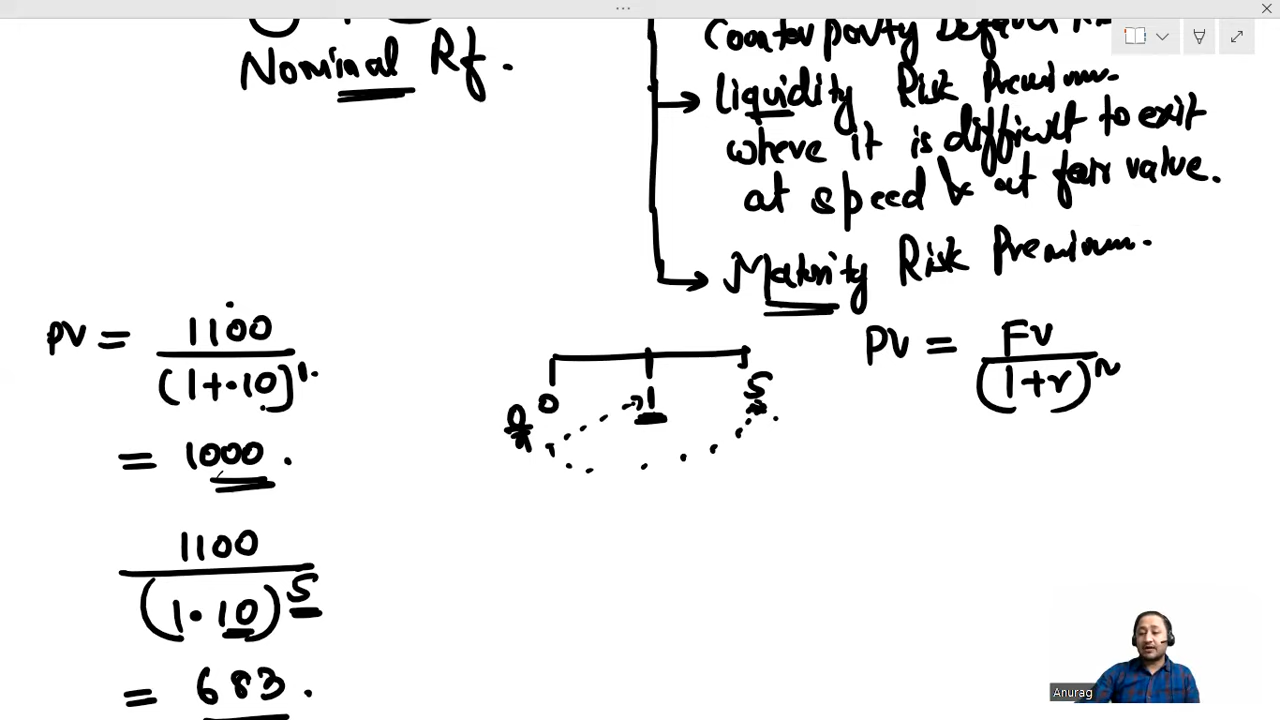 Nominal Rf.
Counterparty Default R
→ liquidity Risk Premium.
where it is difficult to exit
at speed & at fair value.
→ Maturity Risk Premium.
PV = 1100
(1+.10)^1.
= 1000.
1100
(1.10)^5
= 683.
0 1 5
PV = FV
(1+r)^n
Anurag